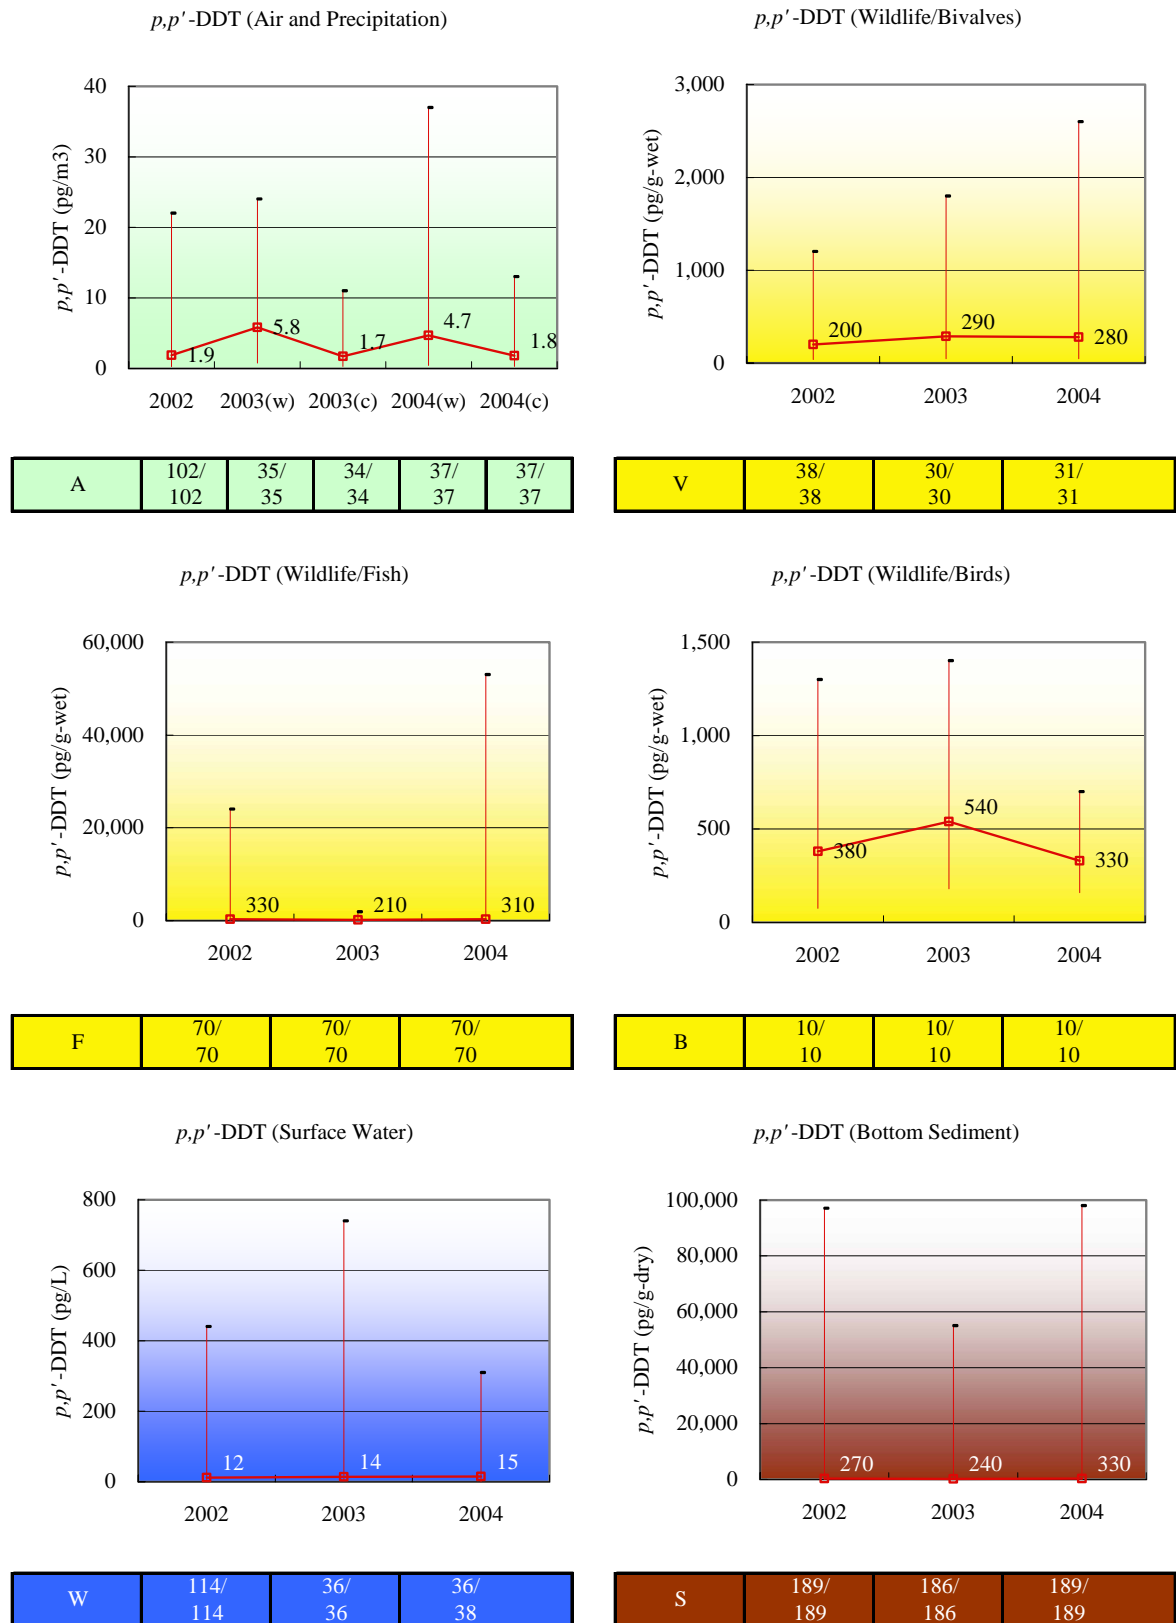 p,p'-DDT (Air and Precipitation)
p,p'-DDT (pg/m3)
40
30
20
10
0
1.9
5.8
1.7
4.7
1.8
2002 2003(w) 2003(c) 2004(w) 2004(c)
A 102/ 35/ 34/ 37/ 37/
102 35 34 37 37
p,p'-DDT (Wildlife/Bivalves)
p,p'-DDT (pg/g-wet)
3,000
2,000
1,000
0
200
290
280
2002 2003 2004
V 38/ 30/ 31/
38 30 31
p,p'-DDT (Wildlife/Fish)
p,p'-DDT (pg/g-wet)
60,000
40,000
20,000
0
330 210 310
2002 2003 2004
F 70/ 70/ 70/
70 70 70
p,p'-DDT (Wildlife/Birds)
p,p'-DDT (pg/g-wet)
1,500
1,000
500
0
380
540
330
2002 2003 2004
B 10/ 10/ 10/
10 10 10
p,p'-DDT (Surface Water)
p,p'-DDT (pg/L)
800
600
400
200
0
12 14 15
2002 2003 2004
W 114/ 36/ 36/
114 36 38
p,p'-DDT (Bottom Sediment)
p,p'-DDT (pg/g-dry)
100,000
80,000
60,000
40,000
20,000
0
270 240 330
2002 2003 2004
S 189/ 186/ 189/
189 186 189